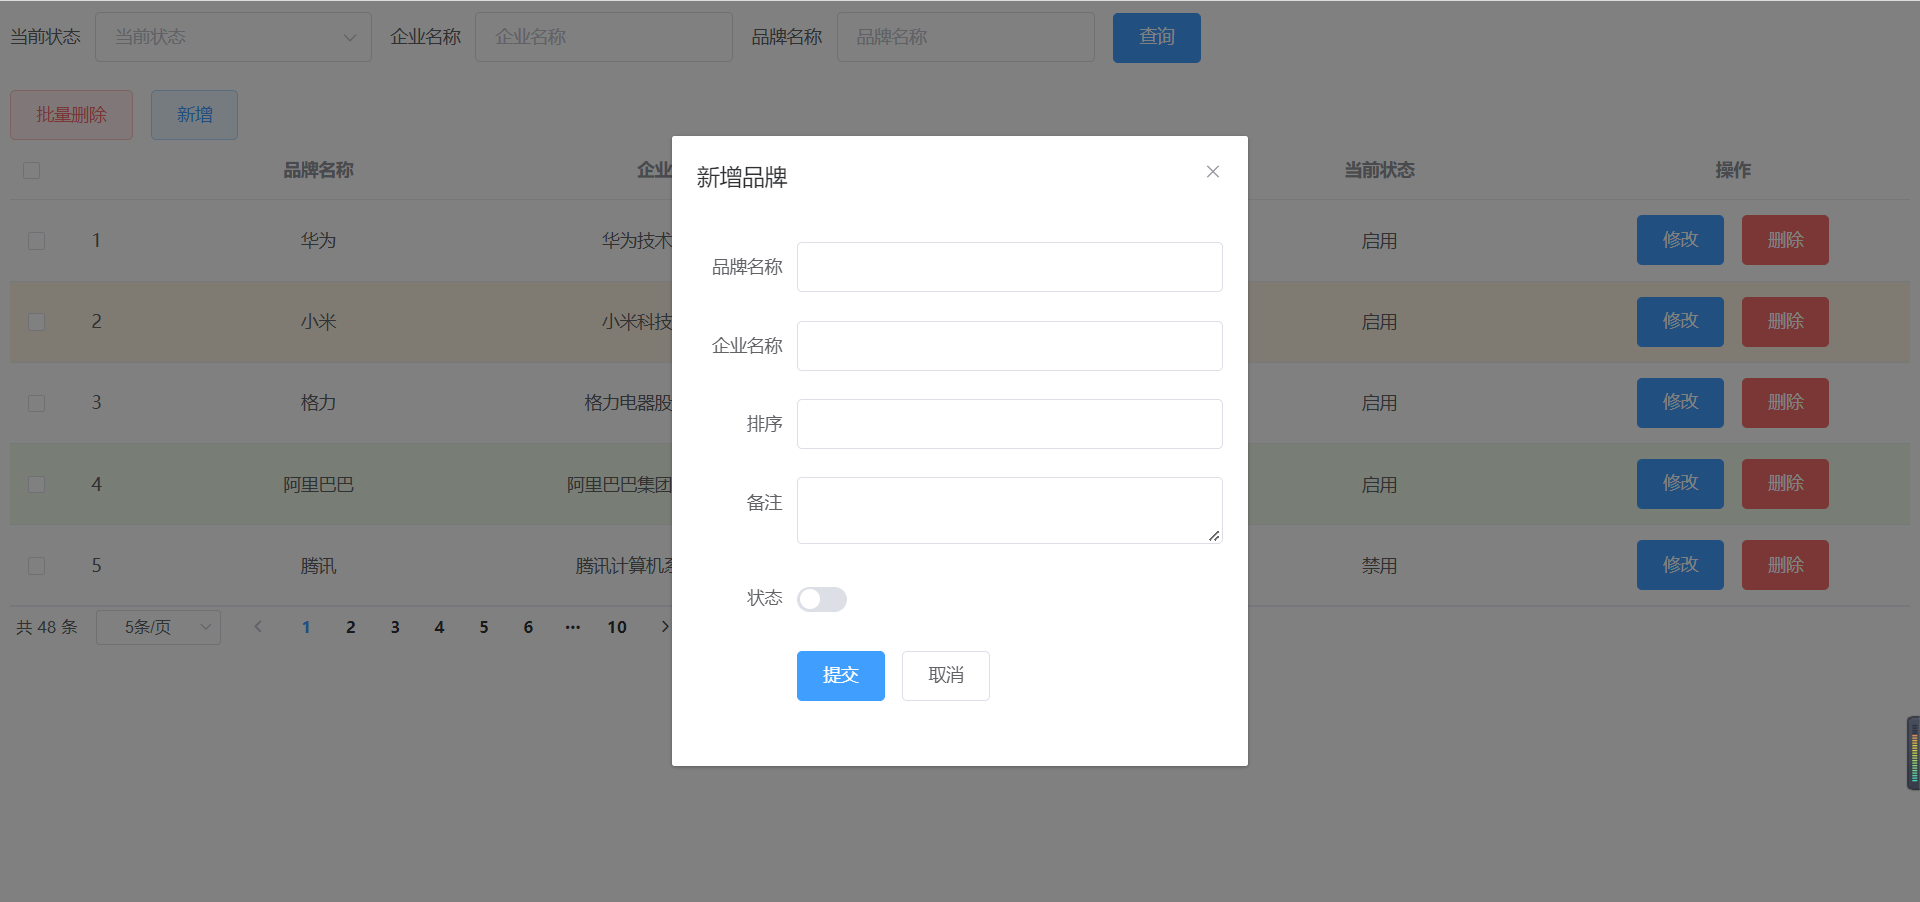 当前状态 当前状态 企业名称 企业名称 品牌名称 品牌名称 查询
批量删除 新增
品牌名称 企业 当前状态 操作
1 华为 华为技术 启用 修改 删除
2 小米 小米科技 启用 修改 删除
3 格力 格力电器股 启用 修改 删除
4 阿里巴巴 阿里巴巴集团 启用 修改 删除
5 腾讯 腾讯计算机 禁用 修改 删除
共 48 条 5条/页 1 2 3 4 5 6 ··· 10
新增品牌
品牌名称
企业名称
排序
备注
状态
提交 取消